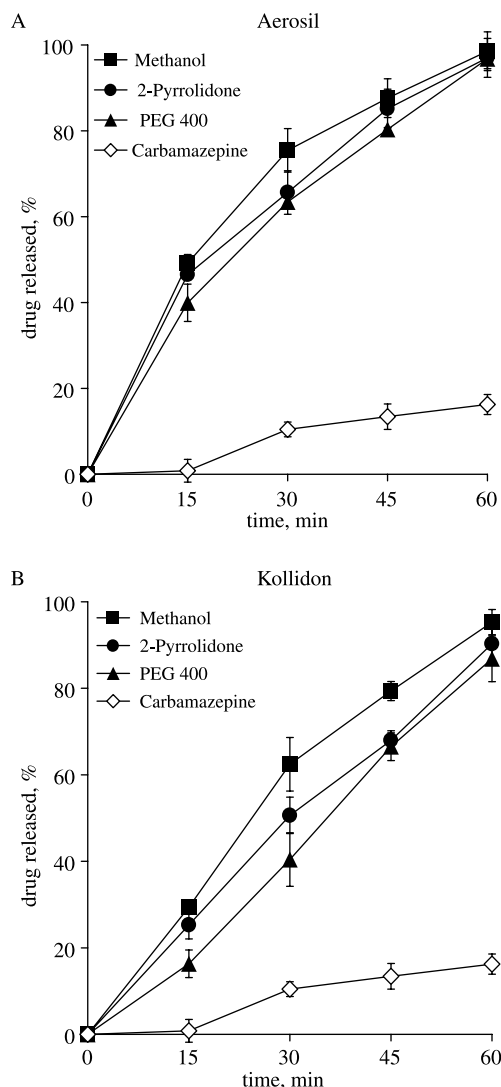 A
Aerosil
Methanol
2-Pyrrolidone
PEG 400
Carbamazepine
drug released, %
100
80
60
40
20
0
0 15 30 45 60
time, min
B
Kollidon
Methanol
2-Pyrrolidone
PEG 400
Carbamazepine
drug released, %
100
80
60
40
20
0
0 15 30 45 60
time, min